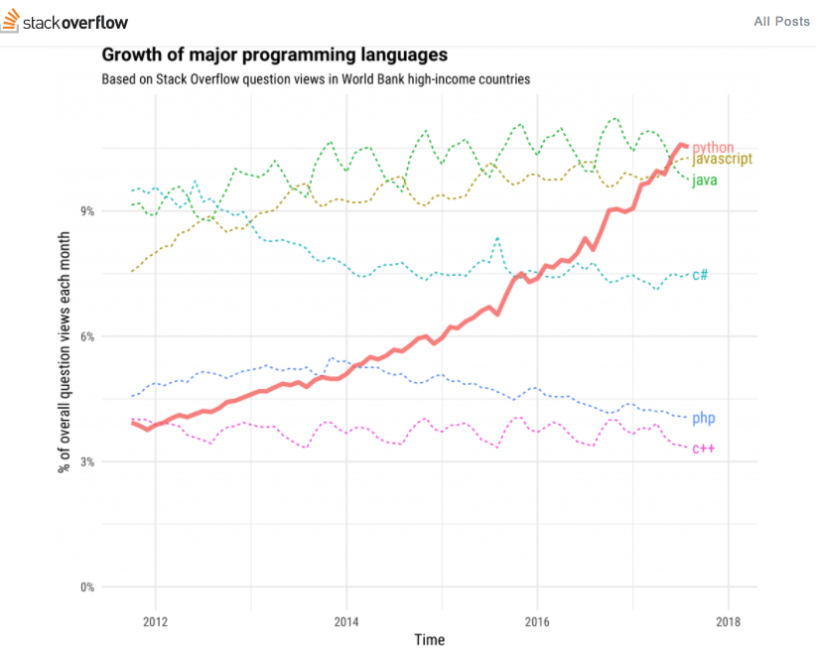 stackoverflow
All Posts
Growth of major programming languages
Based on Stack Overflow question views in World Bank high-income countries
% of overall question views each month
9%
6%
3%
0%
python
javascript
java
c#
php
c++
2012
2014
2016
2018
Time